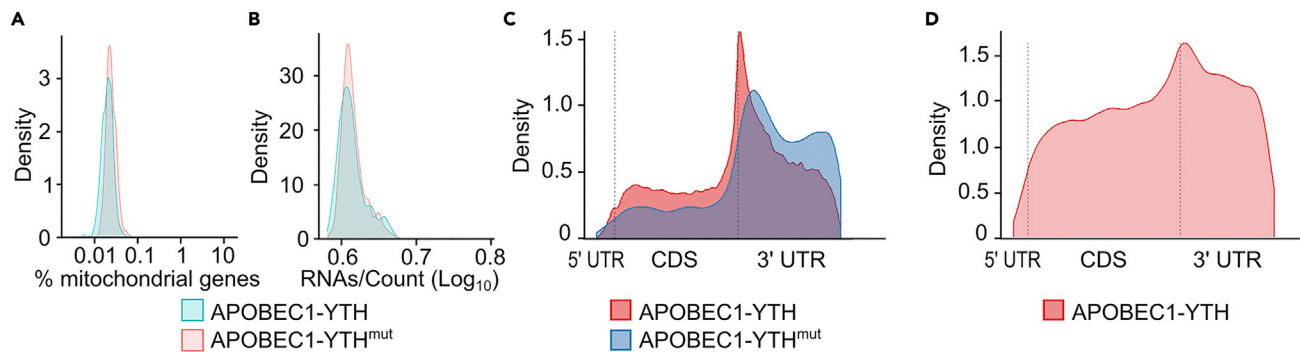 A
B
C
D
Density
3
2
1
0
0.01 0.1 1 10
% mitochondrial genes
Density
30
20
10
0
0.6 0.7 0.8
RNAs/Count (Log10)
APOBEC1-YTH
APOBEC1-YTHmut
Density
1.5
1.0
0.5
0
5' UTR CDS 3' UTR
APOBEC1-YTH
APOBEC1-YTHmut
Density
1.5
1.0
1.0
0.5
0
5' UTR CDS 3' UTR
APOBEC1-YTH